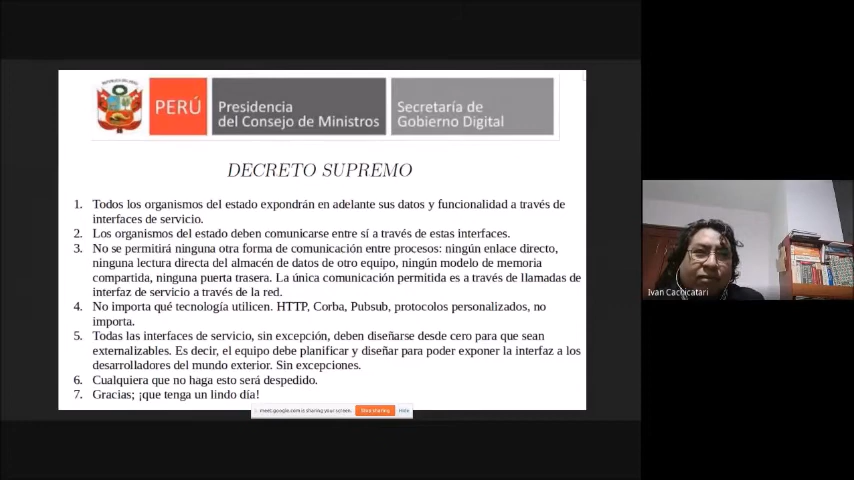 PERÚ
Presidencia
del Consejo de Ministros
Secretaría de
Gobierno Digital
DECRETO SUPREMO
1. Todos los organismos del estado expondrán en adelante sus datos y funcionalidad a través de
interfaces de servicio.
2. Los organismos del estado deben comunicarse entre sí a través de estas interfaces.
3. No se permitirá ninguna otra forma de comunicación entre procesos: ningún enlace directo,
ninguna lectura directa del almacén de datos de otro equipo, ningún modelo de memoria
compartida, ninguna puerta trasera. La única comunicación permitida es a través de llamadas de
interfaz de servicio a través de la red.
4. No importa qué tecnología utilicen. HTTP, Corba, Pubsub, protocolos personalizados, no
importa.
5. Todas las interfaces de servicio, sin excepción, deben diseñarse desde cero para que sean
externalizables. Es decir, el equipo debe planificar y diseñar para poder exponer la interfaz a los
desarrolladores del mundo exterior. Sin excepciones.
6. Cualquiera que no haga esto será despedido.
7. Gracias; ¡que tenga un lindo día!
meet.google.com is sharing your screen.
Stop sharing
Hide
Ivan Cachicatari